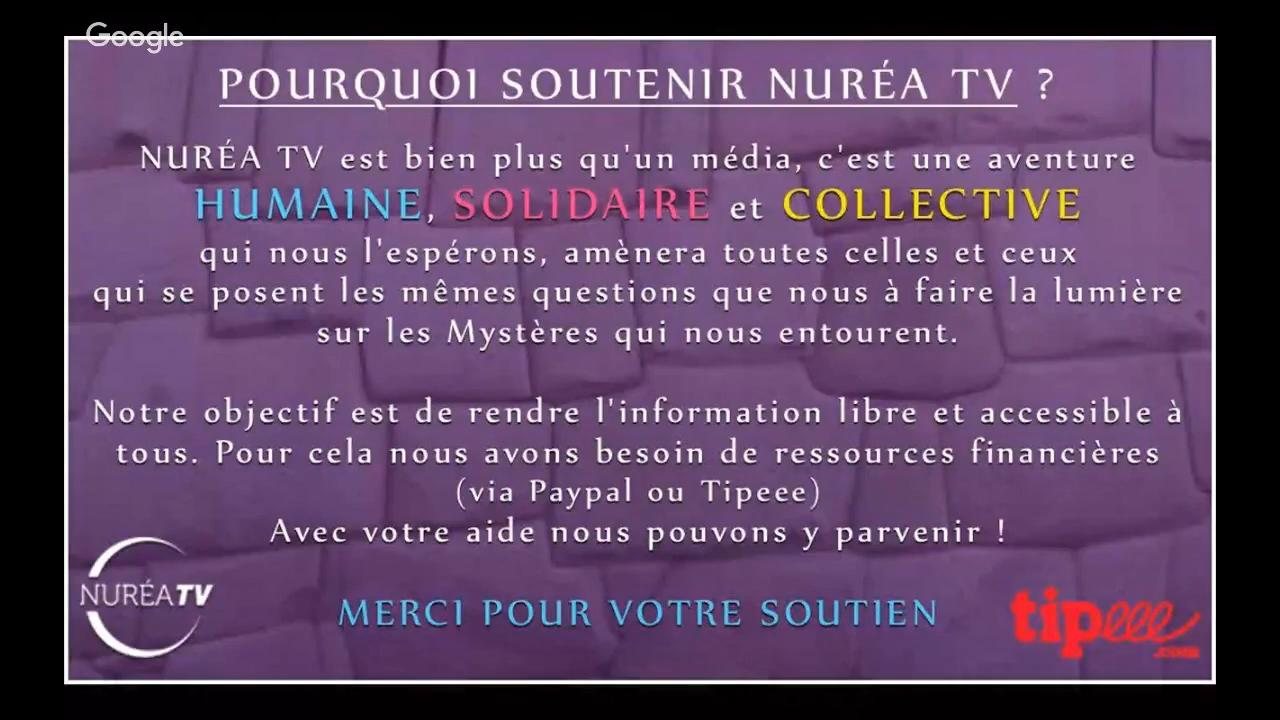 Google
POURQUOI SOUTENIR NURÉA TV ?
NURÉA TV est bien plus qu'un média, c'est une aventure
HUMAINE, SOLIDAIRE et COLLECTIVE
qui nous l'espérons, amènera toutes celles et ceux
qui se posent les mêmes questions que nous à faire la lumière
sur les Mystères qui nous entourent.
Notre objectif est de rendre l'information libre et accessible à
tous. Pour cela nous avons besoin de ressources financières
(via Paypal ou Tipeee)
Avec votre aide nous pouvons y parvenir !
NURÉATV
MERCI POUR VOTRE SOUTIEN
tipeee
.com